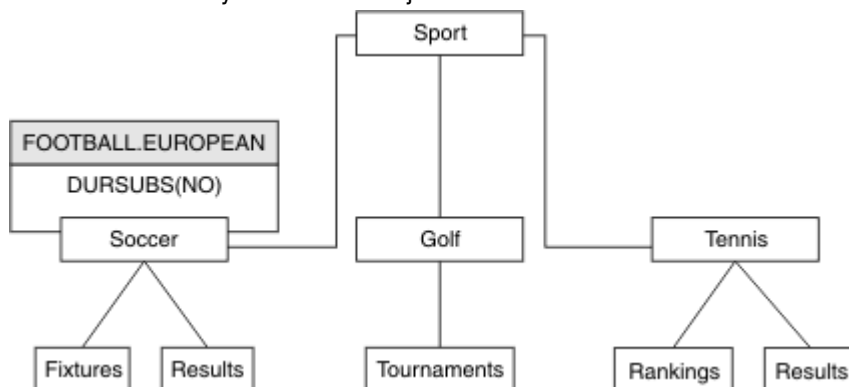 Sport
FOOTBALL.EUROPEAN
DURSUBS(NO)
Soccer
Golf
Tennis
Fixtures
Results
Tournaments
Rankings
Results